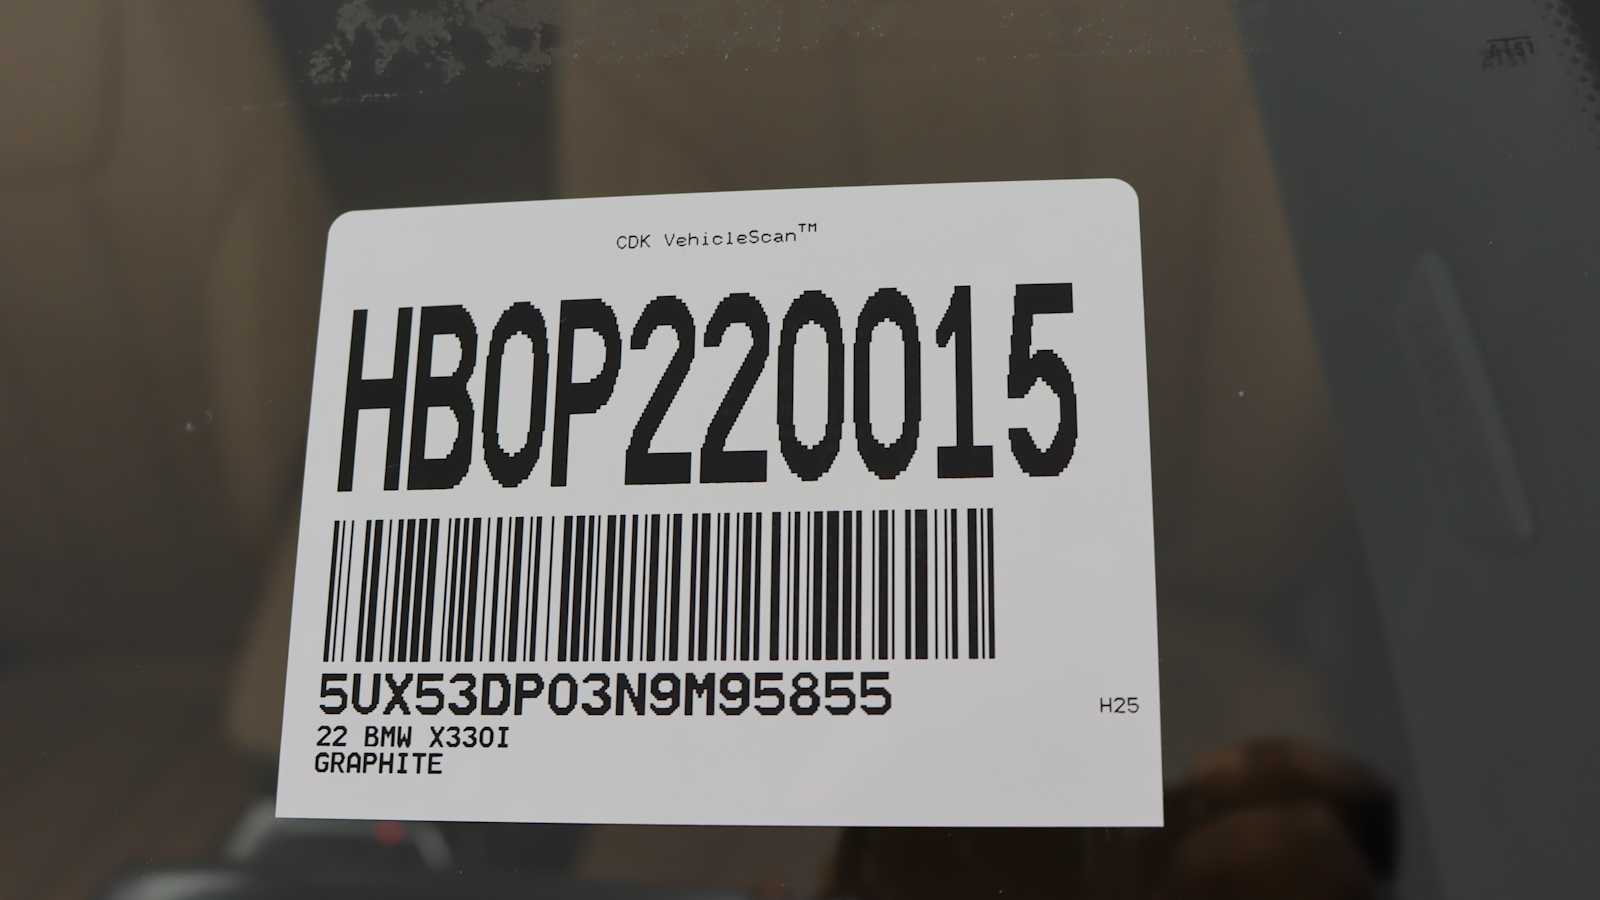 CDK VehicleScan™
HBOP220015
5UX53DP03N9M95855
H25
22 BMW X330I
GRAPHITE